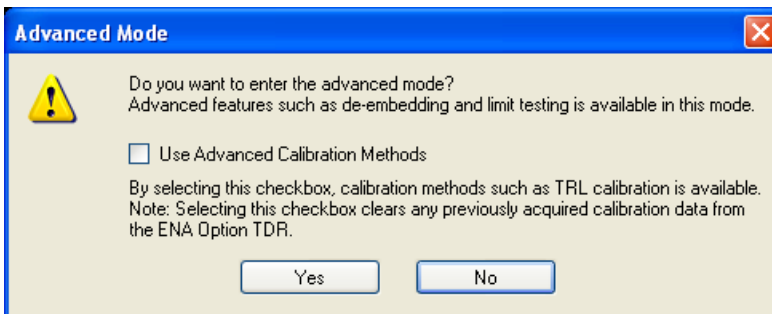 Advanced Mode
Do you want to enter the advanced mode?
Advanced features such as de-embedding and limit testing is available in this mode.
Use Advanced Calibration Methods
By selecting this checkbox, calibration methods such as TRL calibration is available.
Note: Selecting this checkbox clears any previously acquired calibration data from
the ENA Option TDR.
Yes
No